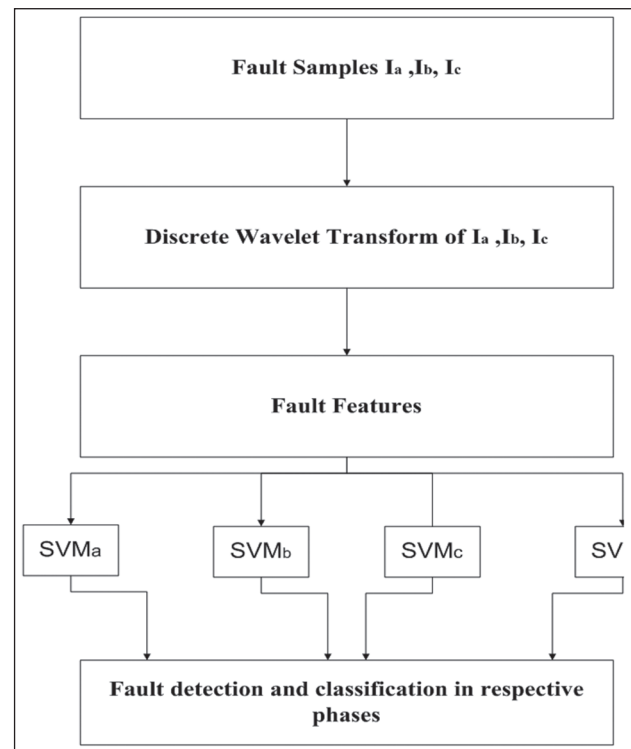 Fault Samples Ia ,Ib, Ic
Discrete Wavelet Transform of Ia ,Ib, Ic
Fault Features
SVMa
SVMb
SVMc
SV
Fault detection and classification in respective
phases